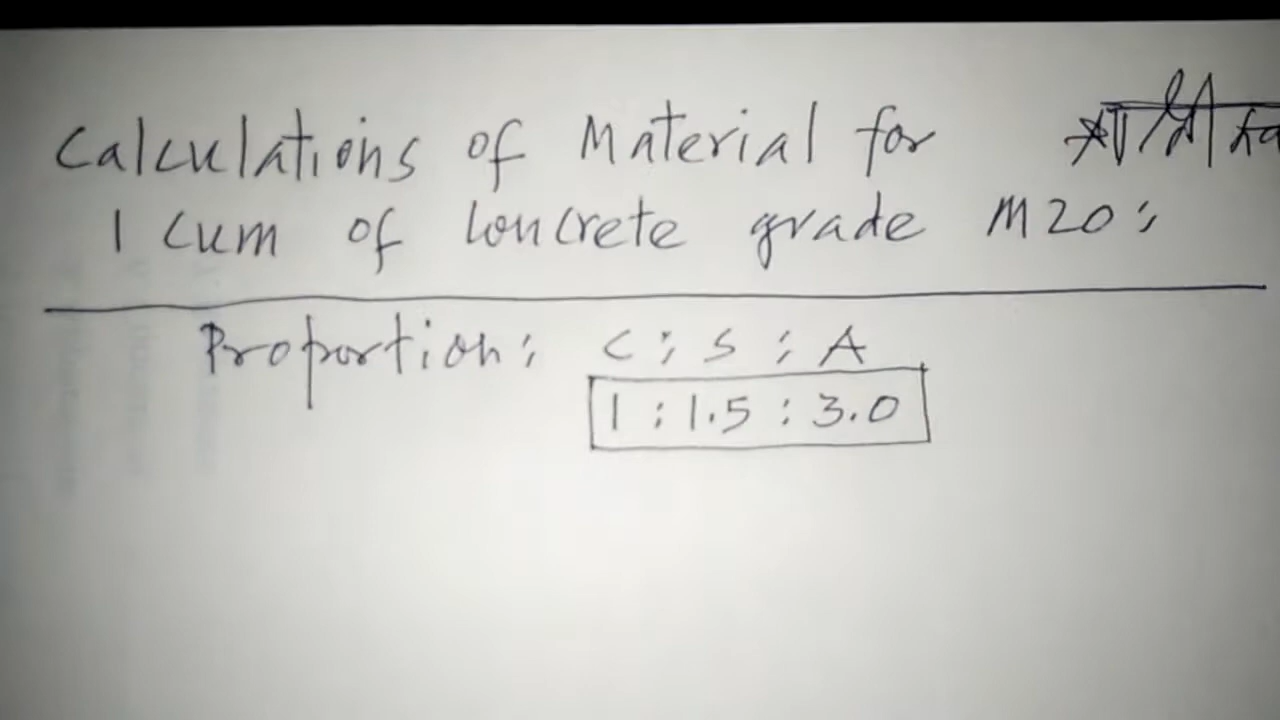 Calculations of Material for
1 Cum of Concrete grade M20:
Proportion: C : S : A
1 : 1.5 : 3.0